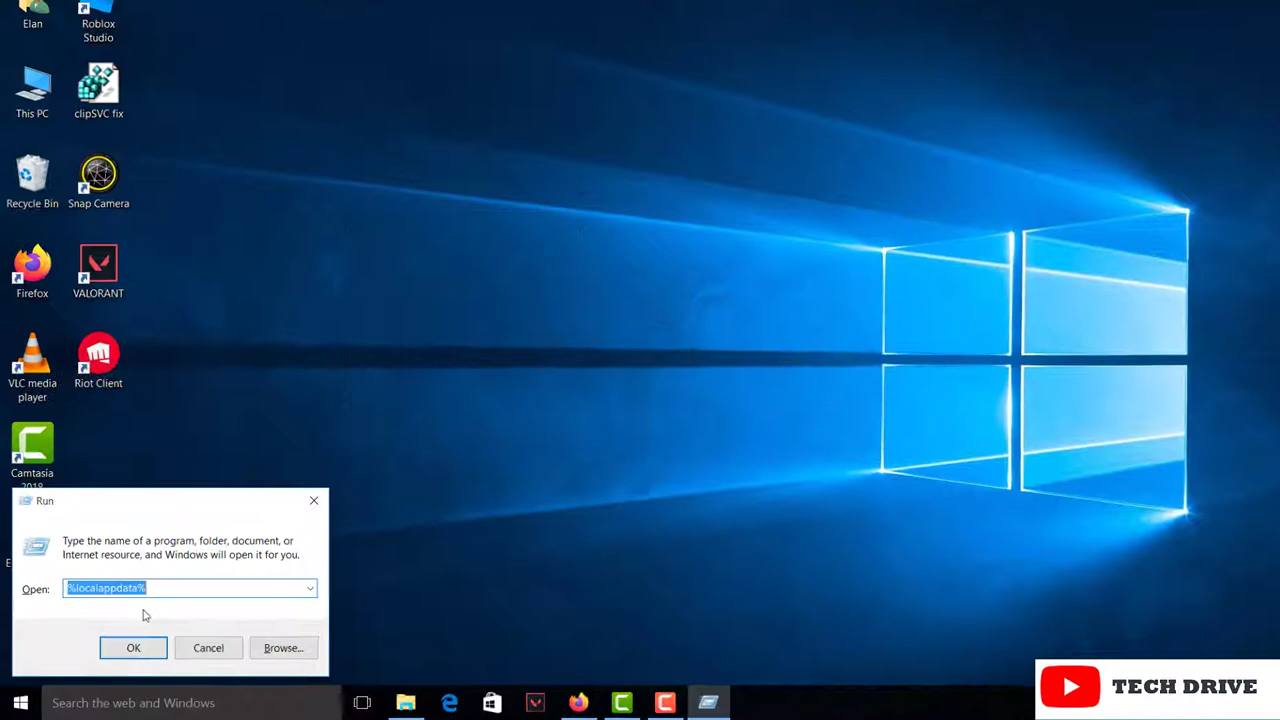 Elan
Roblox
Studio
This PC
clipSVC fix
Recycle Bin
Snap Camera
Firefox
VALORANT
VLC media
player
Riot Client
Camtasia
2018
Run
Type the name of a program, folder, document, or
Internet resource, and Windows will open it for you.
Open: %localappdata%
OK Cancel Browse...
Search the web and Windows
TECH DRIVE